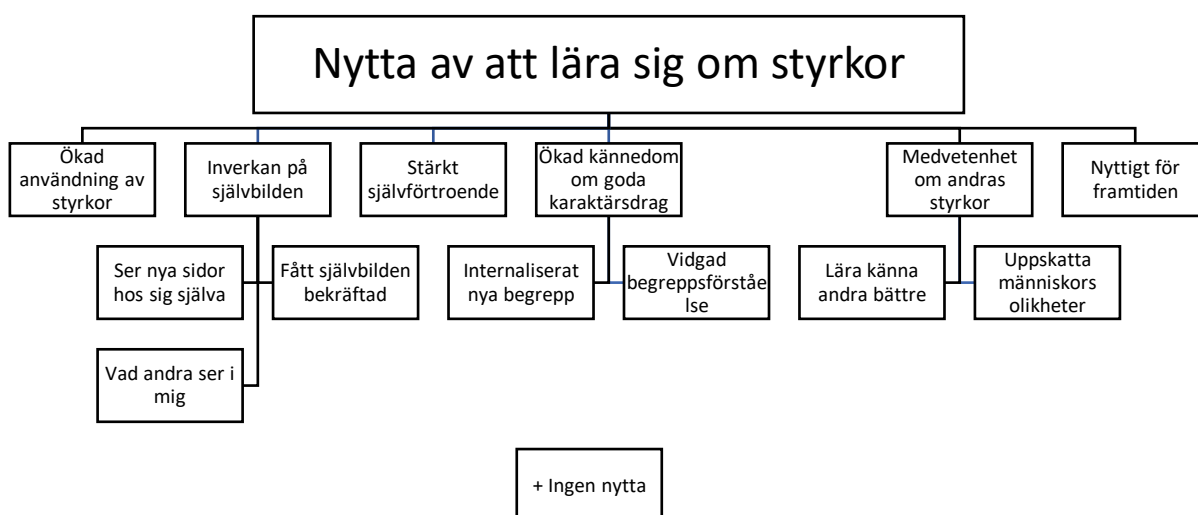 Nytta av att lära sig om styrkor
Ökad
användning av
styrkor
Inverkan på
självbilden
Stärkt
självförtroende
Ökad kännedom
om goda
karaktärsdrag
Medvetenhet
om andras
styrkor
Nyttigt för
framtiden
Ser nya sidor
hos sig själva
Fått självbilden
bekräftad
Internaliserat
nya begrepp
Vidgad
begreppsförståe
lse
Lära känna
andra bättre
Uppskatta
människors
olikheter
Vad andra ser i
mig
+ Ingen nytta